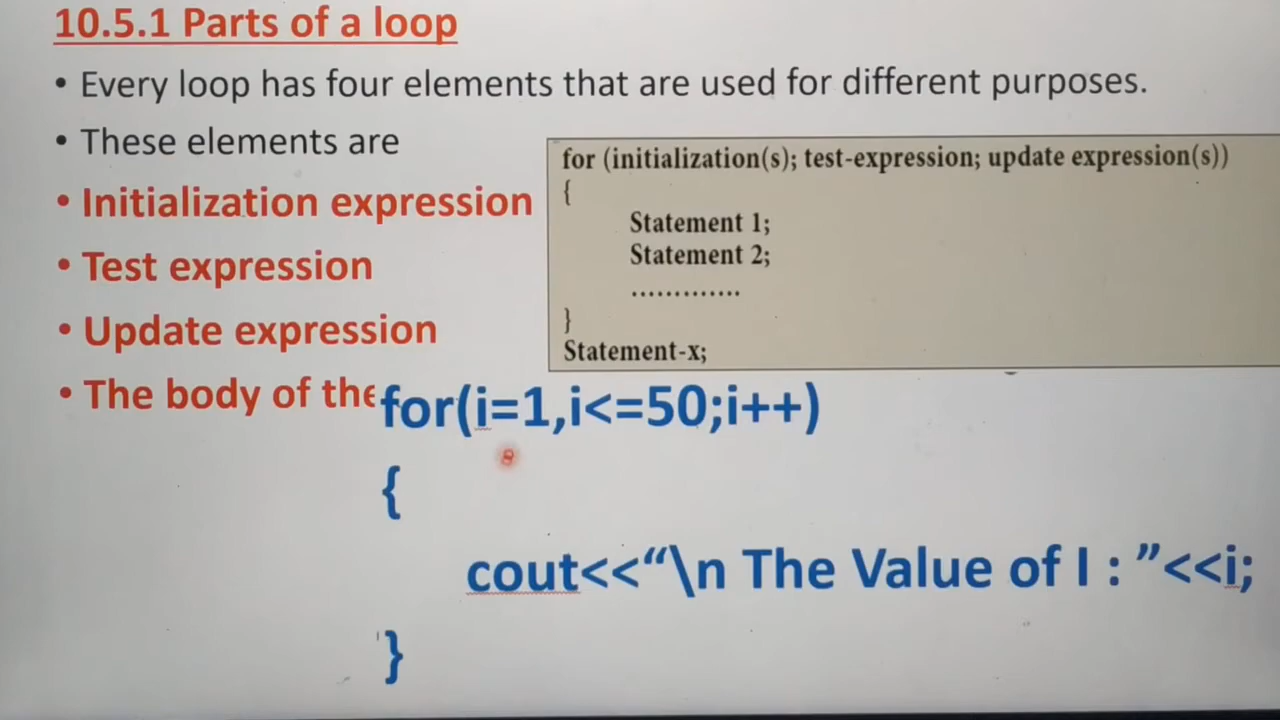 10.5.1 Parts of a loop
• Every loop has four elements that are used for different purposes.
• These elements are
• Initialization expression
• Test expression
• Update expression
• The body of the
for (initialization(s); test-expression; update expression(s))
{
Statement 1;
Statement 2;
.............
}
Statement-x;
for(i=1,i<=50;i++)
{
cout<<“\n The Value of I : ”<<i;
}